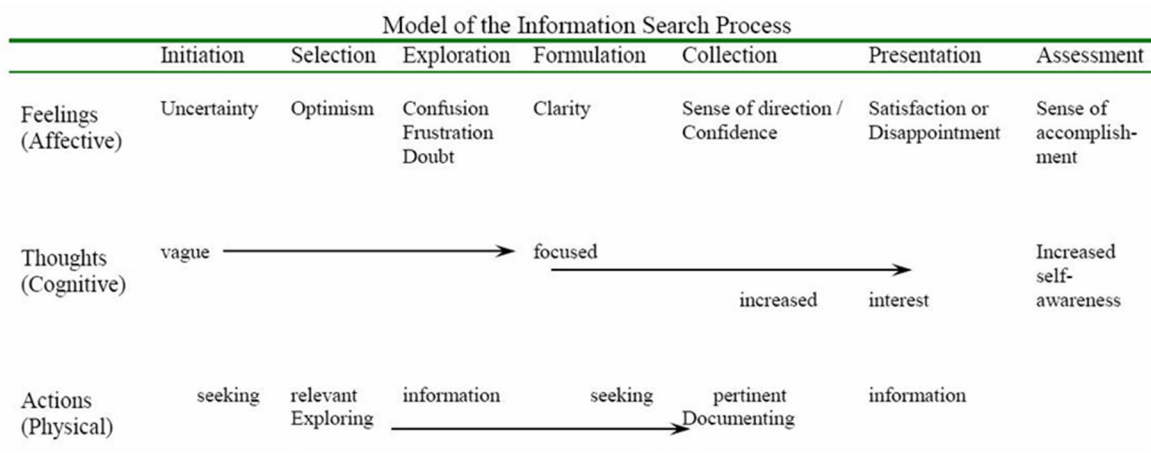 Model of the Information Search Process
Initiation Selection Exploration Formulation Collection Presentation Assessment
Feelings (Affective)
Uncertainty
Optimism
Confusion
Frustration
Doubt
Clarity
Sense of direction /
Confidence
Satisfaction or
Disappointment
Sense of
accomplish-
ment
Thoughts
(Cognitive)
vague
focused
increased interest
Increased
self-
awareness
Actions
(Physical)
seeking relevant information seeking pertinent information
Exploring Documenting